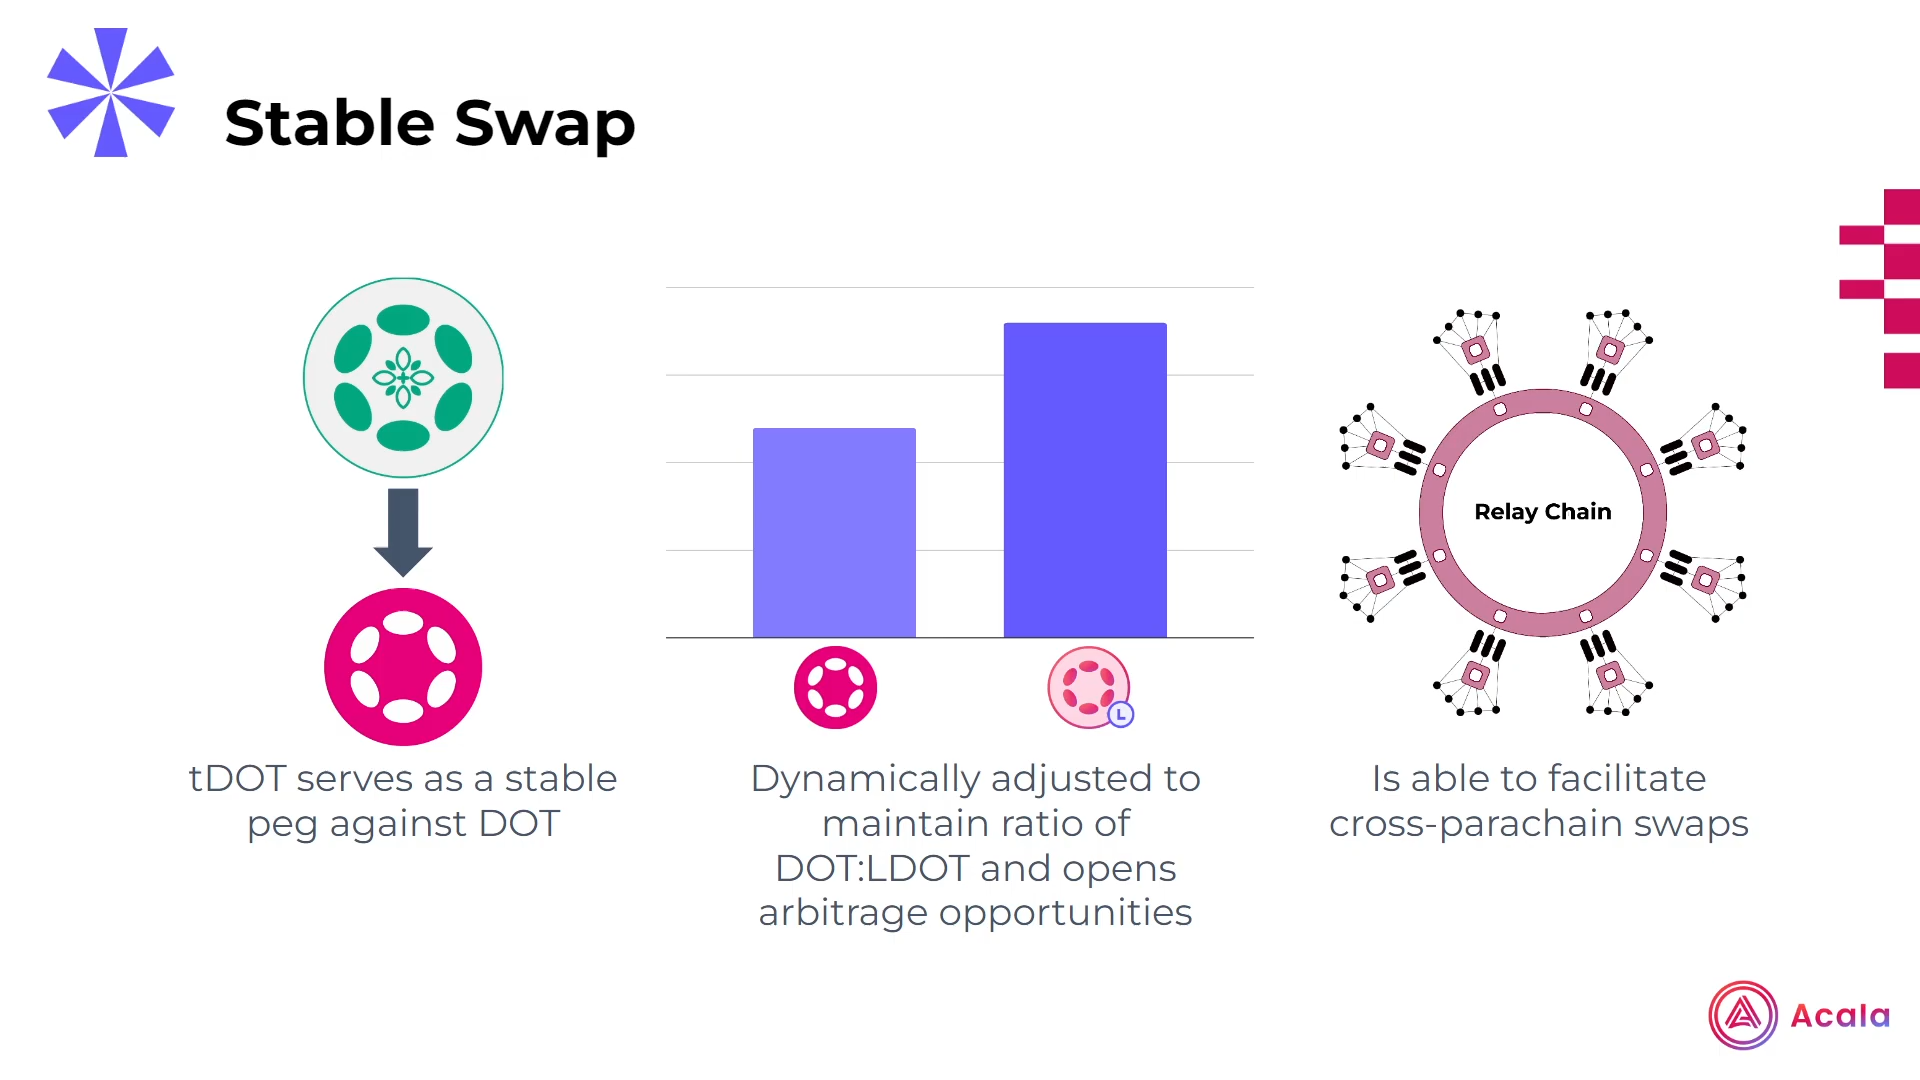 Stable Swap
Relay Chain
L
tDOT serves as a stable
peg against DOT
Dynamically adjusted to
maintain ratio of
DOT:LDOT and opens
arbitrage opportunities
Is able to facilitate
cross-parachain swaps
Acala